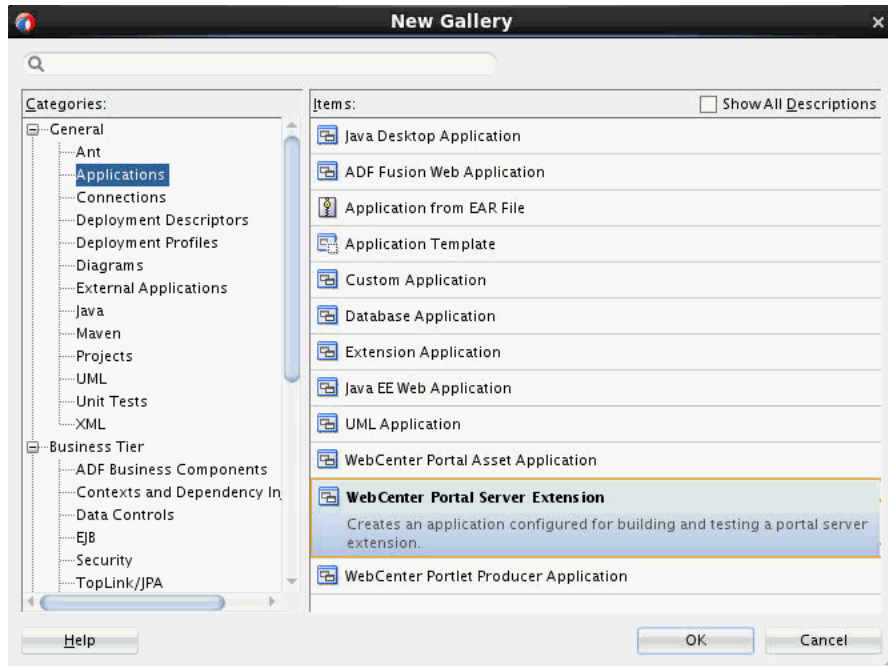 New Gallery
Categories:
General
Ant
Applications
Connections
Deployment Descriptors
Deployment Profiles
Diagrams
External Applications
Java
Maven
Projects
UML
Unit Tests
XML
Business Tier
ADF Business Components
Contexts and Dependency In
Data Controls
EJB
Security
TopLink/JPA
Items:
Show All Descriptions
Java Desktop Application
ADF Fusion Web Application
Application from EAR File
Application Template
Custom Application
Database Application
Extension Application
Java EE Web Application
UML Application
WebCenter Portal Asset Application
WebCenter Portal Server Extension
Creates an application configured for building and testing a portal server
extension.
WebCenter Portlet Producer Application
Help
OK
Cancel